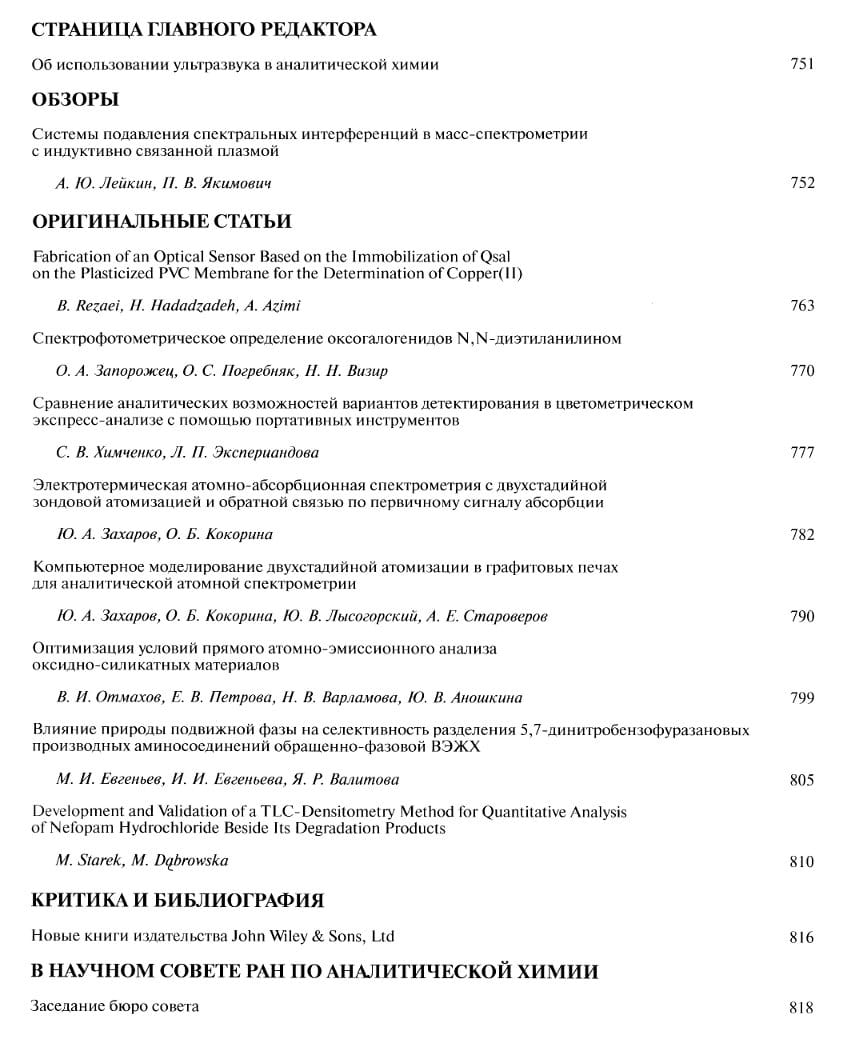 СТРАНИЦА ГЛАВНОГО РЕДАКТОРА
Об использовании ультразвука в аналитической химии 751
ОБЗОРЫ
Системы подавления спектральных интерференций в масс-спектрометрии
с индуктивно связанной плазмой
А. Ю. Лейкин, П. В. Якимович 752
ОРИГИНАЛЬНЫЕ СТАТЬИ
Fabrication of an Optical Sensor Based on the Immobilization of Qsal
on the Plasticized PVC Membrane for the Determination of Copper(II)
B. Rezaei, H. Hadadzadeh, A. Azimi 763
Спектрофотометрическое определение оксогалогенидов N,N-диэтиланилином
О. А. Запорожец, О. С. Погребняк, Н. Н. Визир 770
Сравнение аналитических возможностей вариантов детектирования в цветометрическом
экспресс-анализе с помощью портативных инструментов
С. В. Химченко, Л. П. Экспериандова 777
Электротермическая атомно-абсорбционная спектрометрия с двухстадийной
зондовой атомизацией и обратной связью по первичному сигналу абсорбции
Ю. А. Захаров, О. Б. Кокорина 782
Компьютерное моделирование двухстадийной атомизации в графитовых печах
для аналитической атомной спектрометрии
Ю. А. Захаров, О. Б. Кокорина, Ю. В. Лысогорский, А. Е. Староверов 790
Оптимизация условий прямого атомно-эмиссионного анализа
оксидно-силикатных материалов
В. И. Отмахов, Е. В. Петрова, Н. В. Варламова, Ю. В. Аношкина 799
Влияние природы подвижной фазы на селективность разделения 5,7-динитробензофуразановых
производных аминосоединений обращенно-фазовой ВЭЖХ
М. И. Евгеньев, И. И. Евгеньева, Я. Р. Валитова 805
Development and Validation of a TLC-Densitometry Method for Quantitative Analysis
of Nefopam Hydrochloride Beside Its Degradation Products
M. Starek, M. Dąbrowska 810
КРИТИКА И БИБЛИОГРАФИЯ
Новые книги издательства John Wiley & Sons, Ltd 816
В НАУЧНОМ СОВЕТЕ РАН ПО АНАЛИТИЧЕСКОЙ ХИМИИ
Заседание бюро совета 818